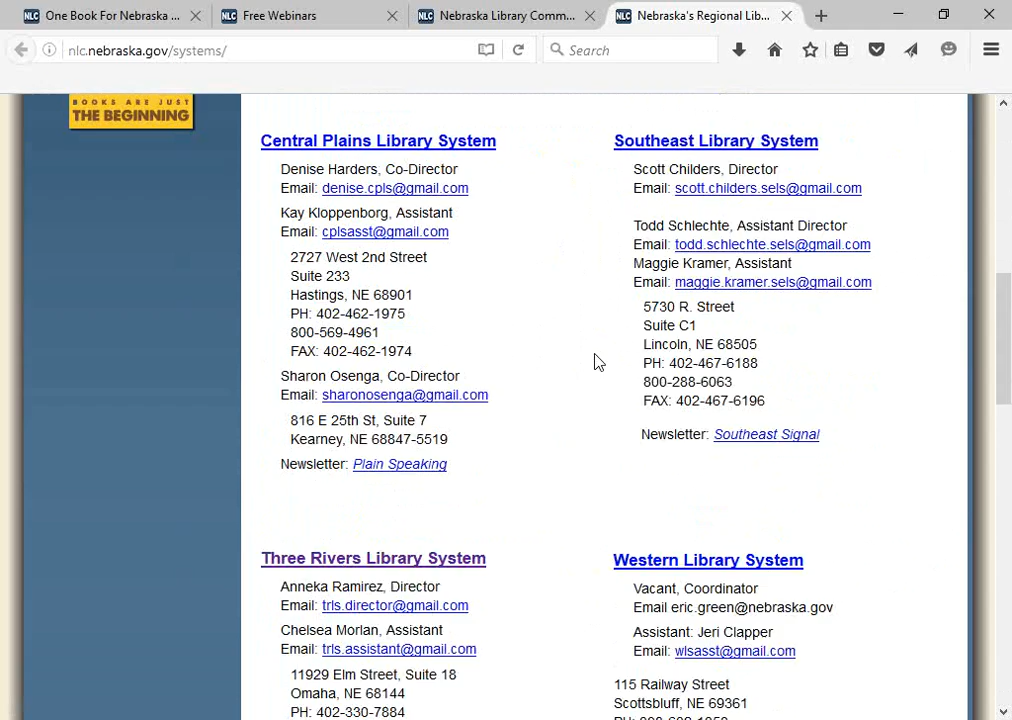 One Book For Nebraska ...
Free Webinars
Nebraska Library Comm...
Nebraska's Regional Lib...
nlc.nebraska.gov/systems/
Search
BOOKS ARE JUST
THE BEGINNING
Central Plains Library System
Denise Harders, Co-Director
Email: denise.cpls@gmail.com
Kay Kloppenborg, Assistant
Email: cplsasst@gmail.com
2727 West 2nd Street
Suite 233
Hastings, NE 68901
PH: 402-462-1975
800-569-4961
FAX: 402-462-1974
Sharon Osenga, Co-Director
Email: sharonosenga@gmail.com
816 E 25th St, Suite 7
Kearney, NE 68847-5519
Newsletter: Plain Speaking
Southeast Library System
Scott Childers, Director
Email: scott.childers.sels@gmail.com
Todd Schlechte, Assistant Director
Email: todd.schlechte.sels@gmail.com
Maggie Kramer, Assistant
Email: maggie.kramer.sels@gmail.com
5730 R. Street
Suite C1
Lincoln, NE 68505
PH: 402-467-6188
800-288-6063
FAX: 402-467-6196
Newsletter: Southeast Signal
Three Rivers Library System
Anneka Ramirez, Director
Email: trls.director@gmail.com
Chelsea Morlan, Assistant
Email: trls.assistant@gmail.com
11929 Elm Street, Suite 18
Omaha, NE 68144
PH: 402-330-7884
Western Library System
Vacant, Coordinator
Email eric.green@nebraska.gov
Assistant: Jeri Clapper
Email: wlsasst@gmail.com
115 Railway Street
Scottsbluff, NE 69361